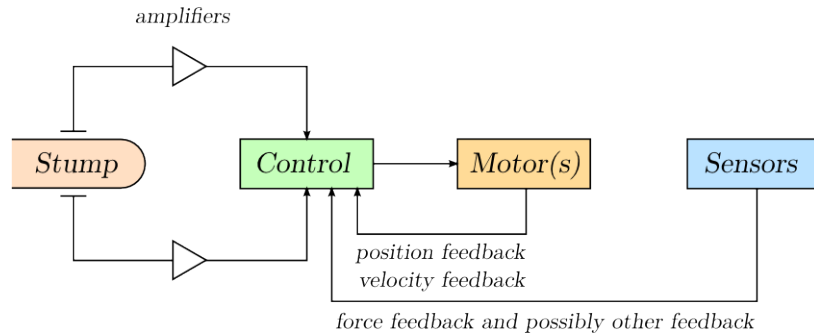 amplifiers
Stump
Control
Motor(s)
Sensors
position feedback
velocity feedback
force feedback and possibly other feedback